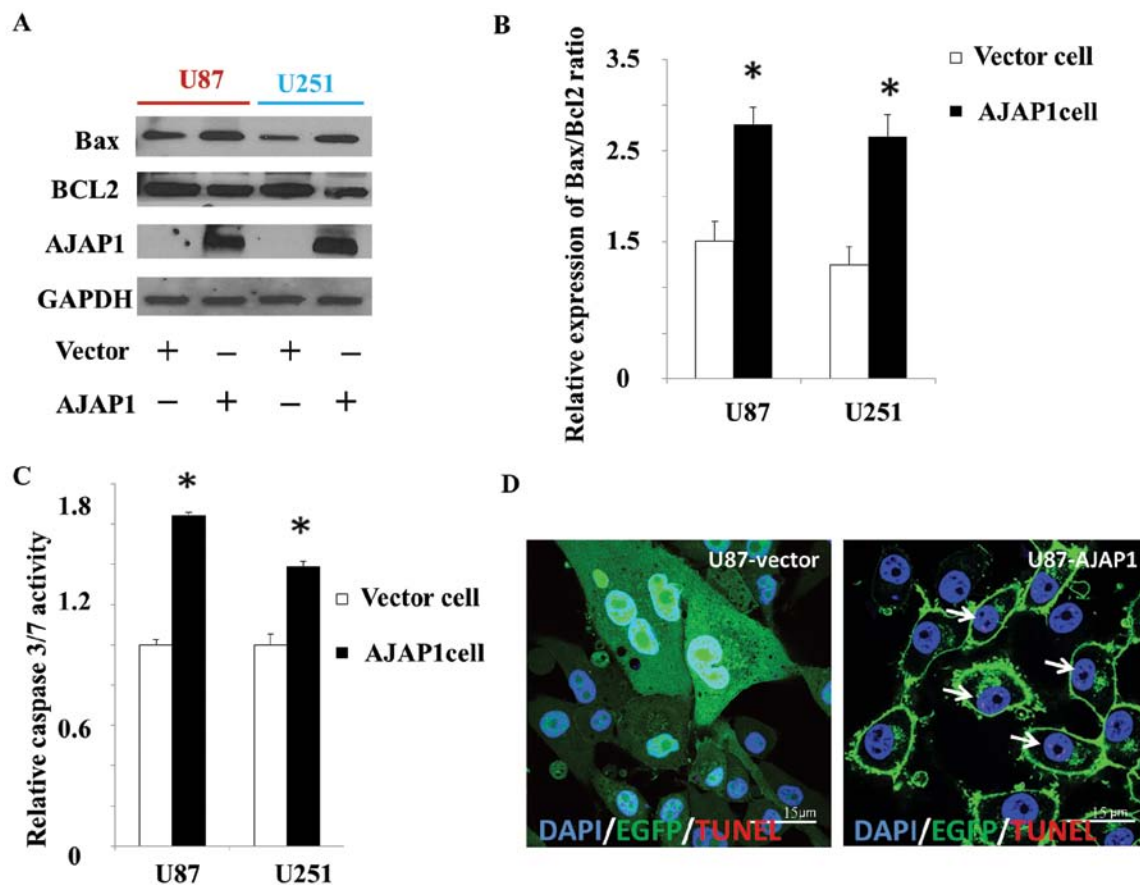 A
U87 U251
Bax
BCL2
AJAP1
GAPDH
Vector + – + –
AJAP1 – + – +
B
Relative expression of Bax/Bcl2 ratio
3.5
2.5
1.5
0
* *
U87 U251
Vector cell
AJAP1cell
C
Relative caspase 3/7 activity
1.8
1.2
0.6
0
* *
U87 U251
Vector cell
AJAP1cell
D
U87-vector
15μm
DAPI/EGFP/TUNEL
U87-AJAP1
15 μm
DAPI/EGFP/TUNEL